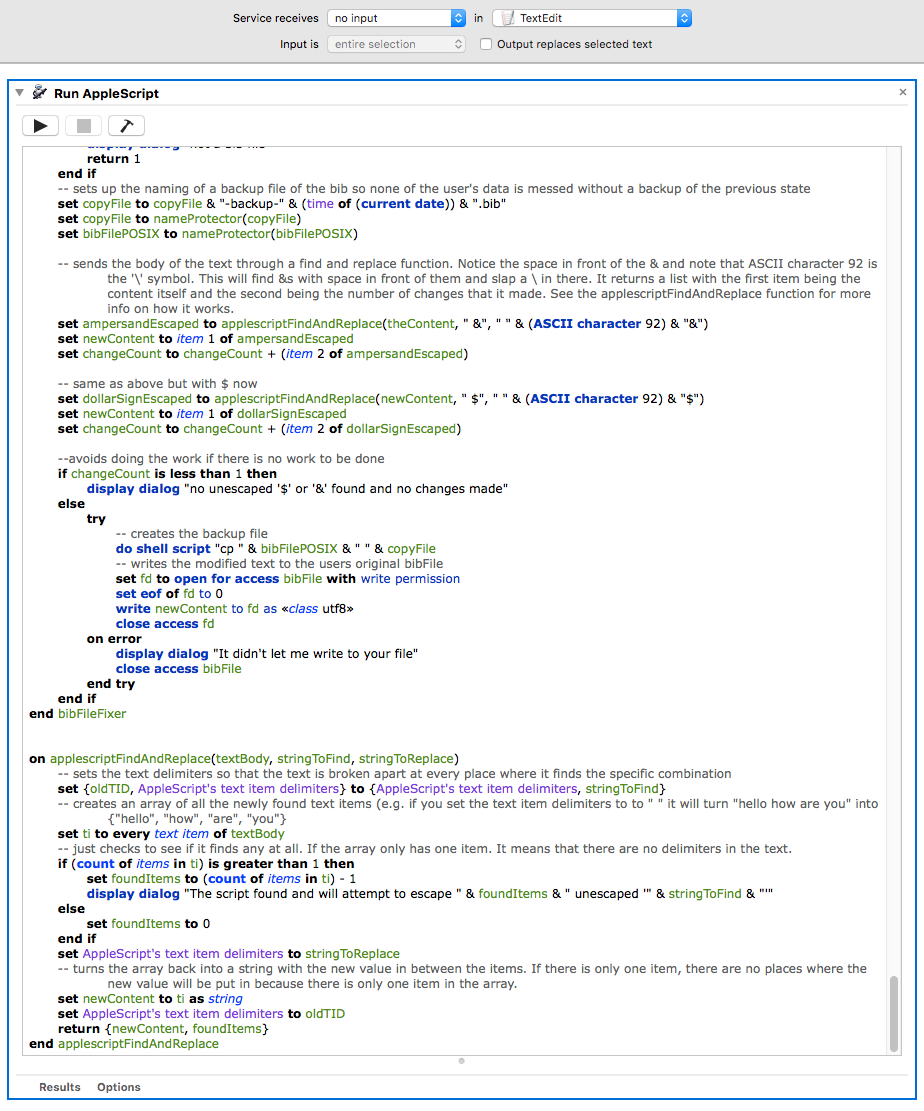 Service receives no input in TextEdit
Input is entire selection Output replaces selected text
Run AppleScript
return 1
end if
-- sets up the naming of a backup file of the bib so none of the user's data is messed without a backup of the previous state
set copyFile to copyFile & "-backup-" & (time of (current date)) & ".bib"
set copyFile to nameProtector(copyFile)
set bibFilePOSIX to nameProtector(bibFilePOSIX)
-- sends the body of the text through a find and replace function. Notice the space in front of the & and note that ASCII character 92 is
the '\' symbol. This will find &s with space in front of them and slap a \ in there. It returns a list with the first item being the
content itself and the second being the number of changes that it made. See the applescriptFindAndReplace function for more
info on how it works.
set ampersandEscaped to applescriptFindAndReplace(theContent, " &", " " & (ASCII character 92) & "&")
set newContent to item 1 of ampersandEscaped
set changeCount to changeCount + (item 2 of ampersandEscaped)
-- same as above but with $ now
set dollarSignEscaped to applescriptFindAndReplace(newContent, " $", " " & (ASCII character 92) & "$")
set newContent to item 1 of dollarSignEscaped
set changeCount to changeCount + (item 2 of dollarSignEscaped)
--avoids doing the work if there is no work to be done
if changeCount is less than 1 then
display dialog "no unescaped '$' or '&' found and no changes made"
else
try
-- creates the backup file
do shell script "cp " & bibFilePOSIX & " " & copyFile
-- writes the modified text to the users original bibFile
set fd to open for access bibFile with write permission
set eof of fd to 0
write newContent to fd as «class utf8»
close access fd
on error
display dialog "It didn't let me write to your file"
close access bibFile
end try
end if
end bibFileFixer
on applescriptFindAndReplace(textBody, stringToFind, stringToReplace)
-- sets the text delimiters so that the text is broken apart at every place where it finds the specific combination
set {oldTID, AppleScript's text item delimiters} to {AppleScript's text item delimiters, stringToFind}
-- creates an array of all the newly found text items (e.g. if you set the text item delimiters to to " " it will turn "hello how are you" into
{"hello", "how", "are", "you"}
set ti to every text item of textBody
-- just checks to see if it finds any at all. If the array only has one item. It means that there are no delimiters in the text.
if (count of items in ti) is greater than 1 then
set foundItems to (count of items in ti) - 1
display dialog "The script found and will attempt to escape " & foundItems & " unescaped '" & stringToFind & "'"
else
set foundItems to 0
end if
set AppleScript's text item delimiters to stringToReplace
-- turns the array back into a string with the new value in between the items. If there is only one item, there are no places where the
new value will be put in because there is only one item in the array.
set newContent to ti as string
set AppleScript's text item delimiters to oldTID
return {newContent, foundItems}
end applescriptFindAndReplace
Results Options